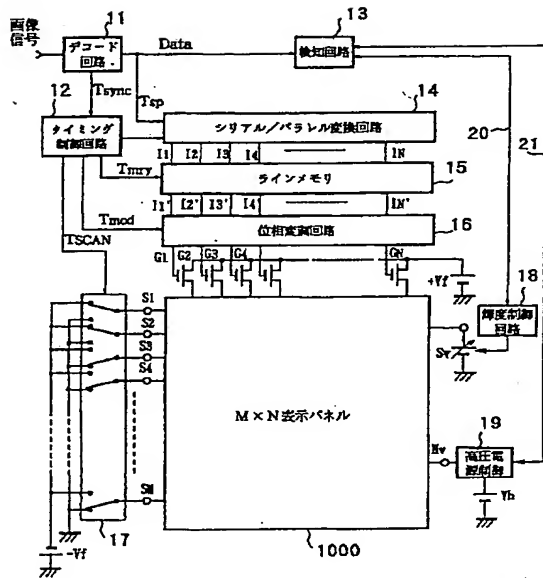 画像
信号
11
デコード
回路
Data
13
検知回路
Tsync
Tsp
12
タイミング
制御回路
14
シリアル/パラレル変換回路
20
21
I1 I2 I3 I4 IN
Tmry
ラインメモリ
15
I1' I2' I3' I4' IN'
Tmod
位相変調回路
16
TSCAN
G1 G2 G3 G4 GN
+Vf
18
輝度制御
回路
S1
S2
S3
S4
Sv
M×N表示パネル
19
Hv
高圧電
源制御
Vh
SM
17
-Vf
1000